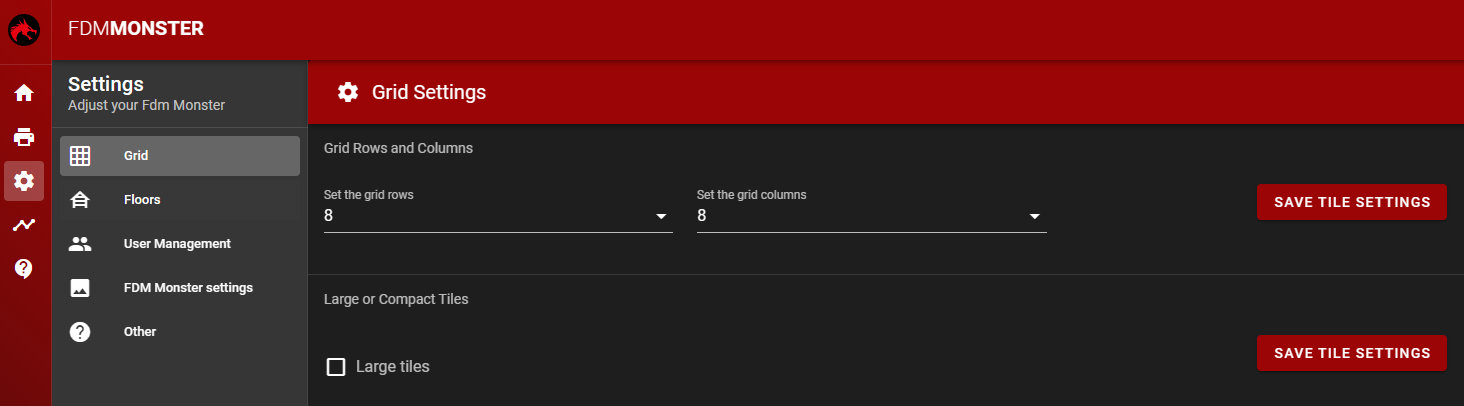 FDMMONSTER
Settings
Adjust your Fdm Monster
Grid
Floors
User Management
FDM Monster settings
Other
Grid Settings
Grid Rows and Columns
Set the grid rows
8
Set the grid columns
8
SAVE TILE SETTINGS
Large or Compact Tiles
Large tiles
SAVE TILE SETTINGS